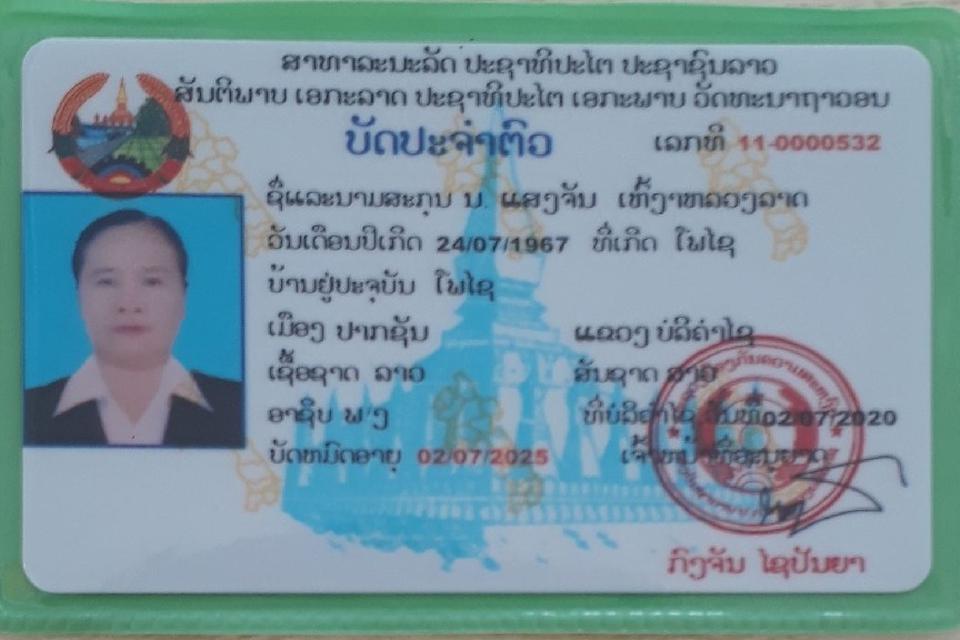 ສາທາລະນະລັດ ປະຊາທິປະໄຕ ປະຊາຊົນລາວ
ສັນຕິພາບ ເອກະລາດ ປະຊາທິປະໄຕ ເອກະພາບ ວັດທະນາຖາວອນ
ບັດປະຈຳຕົວ ເລກທີ 11-0000532
ຊື່ແລະນາມສະກຸນ ນ. ແສງຈັນ
ວັນເດືອນປີເກີດ 24/07/1967 ທີ່ເກີດ ໂພໄຊ
ບ້ານຢູ່ປະຈຸບັນ ໂພໄຊ
ເມືອງ ປາກຊັນ ແຂວງ ບໍລິຄຳໄຊ
ເຊື້ອຊາດ ລາວ ສັນຊາດ ລາວ
ອາຊີບ ພ/ງ ທີ່ບໍລິຄຳໄຊ ວັນທີ 02/07/2020
ບັດຫມົດອາຍຸ 02/07/2025 ເຈົ້າຫນ້າທີ່ອະນຸຍາດ
ກົງຈັນ ໄຊປັນຍາ